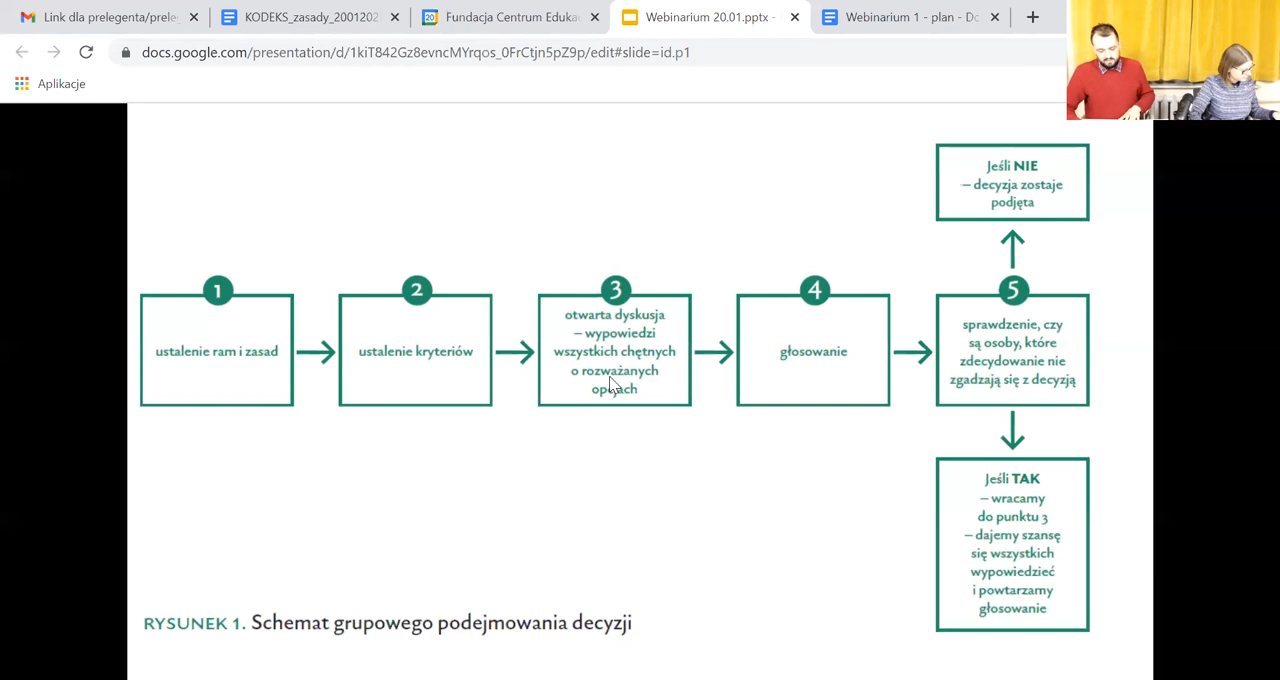 Link dla prelegenta/prele
KODEKS_zasady_2001202
20
Fundacja Centrum Eduka
Webinarium 20.01.pptx -
Webinarium 1 - plan - Do
docs.google.com/presentation/d/1kiT842Gz8evncMYrqos_0FrCtjn5pZ9p/edit#slide=id.p1
Aplikacje
1
ustalenie ram i zasad
2
ustalenie kryteriów
3
otwarta dyskusja
– wypowiedzi
wszystkich chętnych
o rozważanych
opcjach
4
głosowanie
5
sprawdzenie, czy
są osoby, które
zdecydowanie nie
zgadzają się z decyzją
Jeśli NIE
– decyzja zostaje
podjęta
Jeśli TAK
– wracamy
do punktu 3
– dajemy szansę
się wszystkich
wypowiedzieć
i powtarzamy
głosowanie
RYSUNEK 1. Schemat grupowego podejmowania decyzji